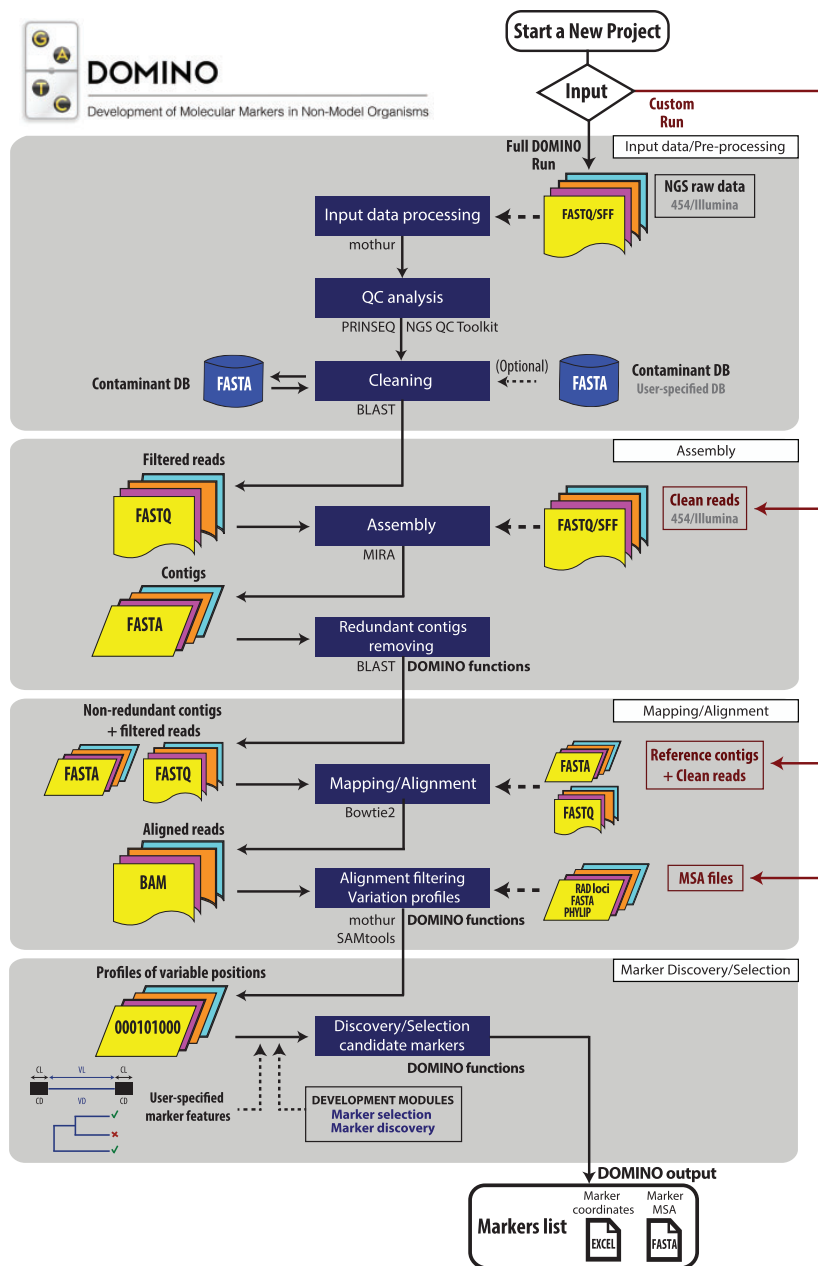 Start a New Project
G
A
T
C
DOMINO
Development of Molecular Markers in Non-Model Organisms
Input
Custom
Run
Full DOMINO
Run
Input data/Pre-processing
NGS raw data
454/Illumina
FASTQ/SFF
Input data processing
mothur
QC analysis
PRINSEQ
NGS QC Toolkit
Contaminant DB
FASTA
Cleaning
(Optional)
FASTA
Contaminant DB
User-specified DB
BLAST
Assembly
Filtered reads
FASTQ
Assembly
FASTQ/SFF
Clean reads
454/Illumina
MIRA
Contigs
FASTA
Redundant contigs
removing
BLAST
DOMINO functions
Mapping/Alignment
Non-redundant contigs
+ filtered reads
FASTA
FASTQ
Mapping/Alignment
FASTA
FASTQ
Reference contigs
+ Clean reads
Bowtie2
Aligned reads
BAM
Alignment filtering
Variation profiles
RAD loci
FASTA
PHYLIP
MSA files
mothur
SAMtools
DOMINO functions
Marker Discovery/Selection
Profiles of variable positions
000101000
Discovery/Selection
candidate markers
DOMINO functions
CL
VL
CL
CD
VD
CD
User-specified
marker features
DEVELOPMENT MODULES
Marker selection
Marker discovery
DOMINO output
Markers list
Marker
coordinates
EXCEL
Marker
MSA
FASTA